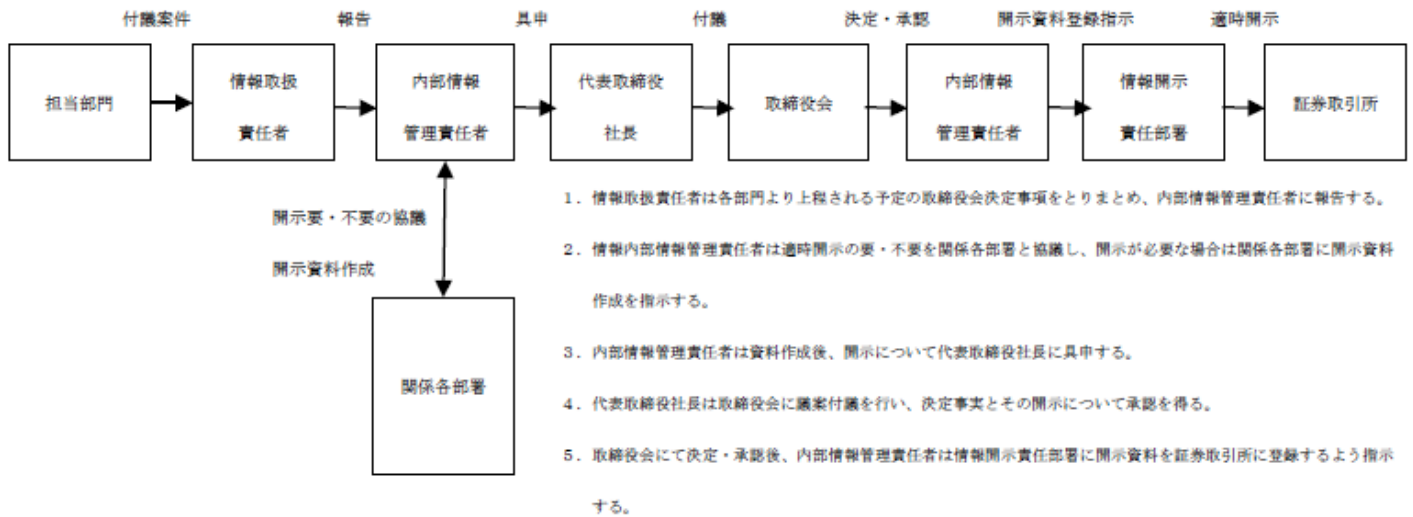 付議案件 報告 具申 付議 決定・承認 開示資料登録指示 適時開示
担当部門
情報取扱
責任者
内部情報
管理責任者
代表取締役
社長
取締役会
内部情報
管理責任者
情報開示
責任部署
証券取引所
開示要・不要の協議
開示資料作成
関係各部署
1．情報取扱責任者は各部門より上程される予定の取締役会決定事項をとりまとめ、内部情報管理責任者に報告する。
2．情報内部情報管理責任者は適時開示の要・不要を関係各部署と協議し、開示が必要な場合は関係各部署に開示資料
作成を指示する。
3．内部情報管理責任者は資料作成後、開示について代表取締役社長に具申する。
4．代表取締役社長は取締役会に議案付議を行い、決定事実とその開示について承認を得る。
5．取締役会にて決定・承認後、内部情報管理責任者は情報開示責任部署に開示資料を証券取引所に登録するよう指示
する。